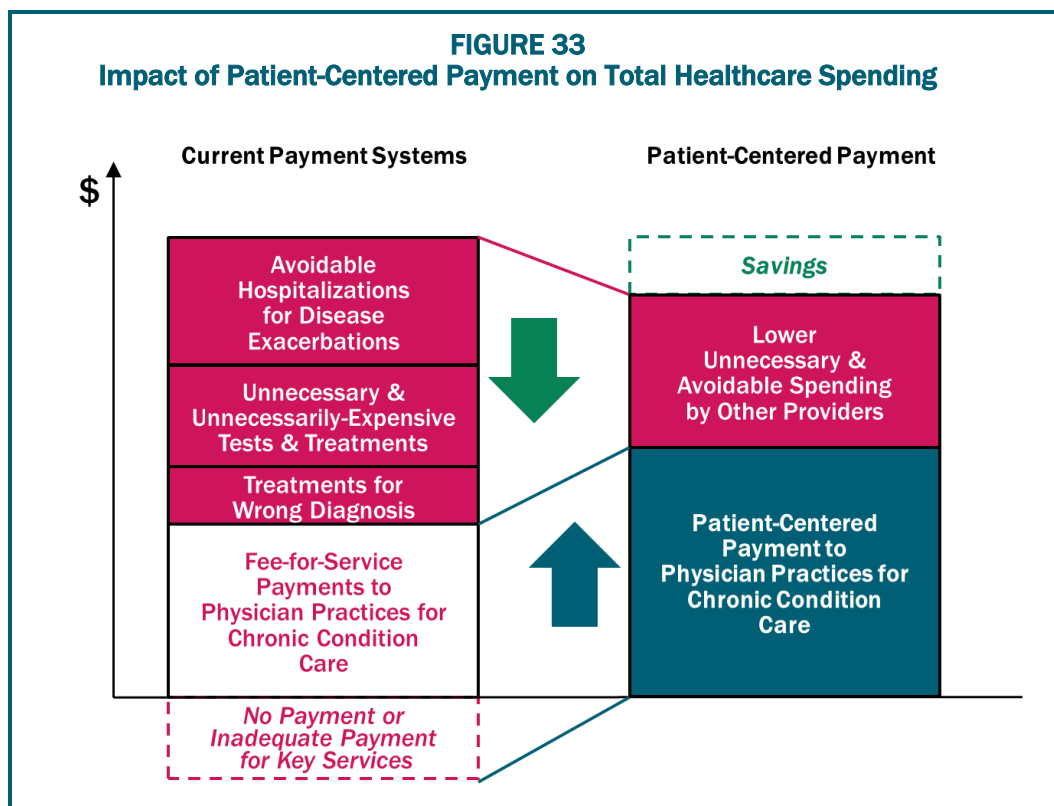 FIGURE 33
Impact of Patient-Centered Payment on Total Healthcare Spending
Current Payment Systems
Patient-Centered Payment
$
Avoidable
Hospitalizations
for Disease
Exacerbations
Unnecessary &
Unnecessarily-Expensive
Tests & Treatments
Treatments for
Wrong Diagnosis
Fee-for-Service
Payments to
Physician Practices for
Chronic Condition
Care
No Payment or
Inadequate Payment
for Key Services
Savings
Lower
Unnecessary &
Avoidable Spending
by Other Providers
Patient-Centered
Payment to
Physician Practices for
Chronic Condition
Care